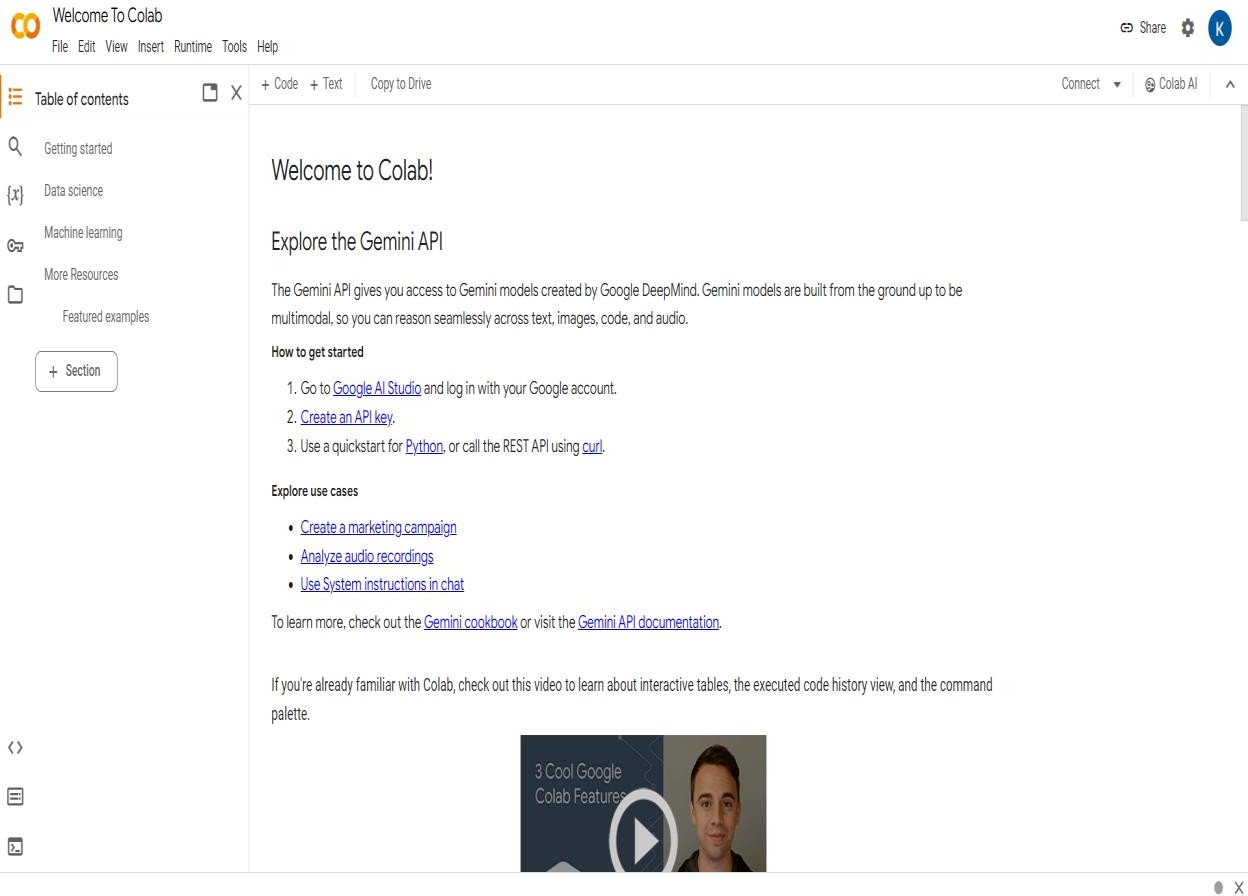 Welcome To Colab
File Edit View Insert Runtime Tools Help
Share
K
Table of contents
Getting started
Data science
Machine learning
More Resources
Featured examples
+ Section
+ Code + Text Copy to Drive
Connect
Colab AI
Welcome to Colab!
Explore the Gemini API
The Gemini API gives you access to Gemini models created by Google DeepMind. Gemini models are built from the ground up to be
multimodal, so you can reason seamlessly across text, images, code, and audio.
How to get started
1. Go to Google AI Studio and log in with your Google account.
2. Create an API key.
3. Use a quickstart for Python, or call the REST API using curl.
Explore use cases
• Create a marketing campaign
• Analyze audio recordings
• Use System instructions in chat
To learn more, check out the Gemini cookbook or visit the Gemini API documentation.
If you're already familiar with Colab, check out this video to learn about interactive tables, the executed code history view, and the command
palette.
3 Cool Google
Colab Features